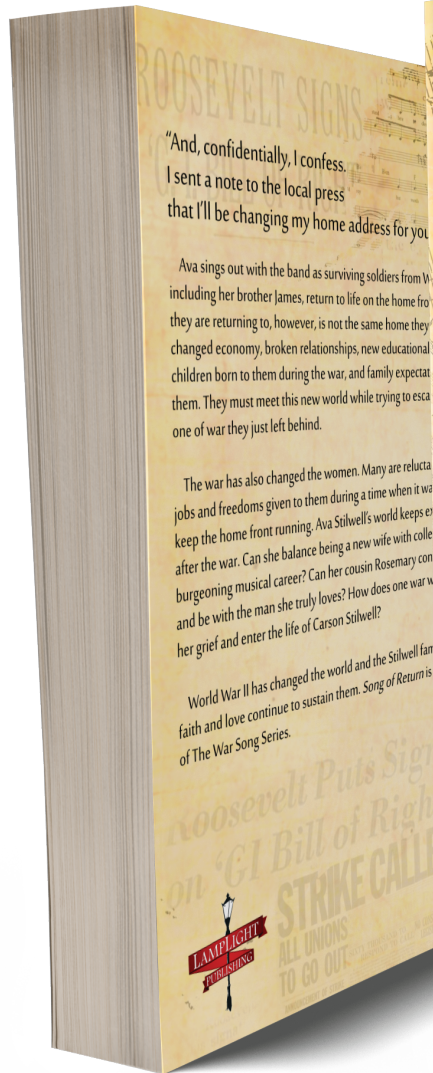 ROOSEVELT SIGNS
“And, confidentially, I confess.
I sent a note to the local press
that I’ll be changing my home address for you
Ava sings out with the band as surviving soldiers from W
including her brother James, return to life on the home fro
they are returning to, however, is not the same home they
changed economy, broken relationships, new educational
children born to them during the war, and family expectat
them. They must meet this new world while trying to esca
one of war they just left behind.
The war has also changed the women. Many are relucta
jobs and freedoms given to them during a time when it wa
keep the home front running. Ava Stilwell’s world keeps ex
after the war. Can she balance being a new wife with colle
burgeoning musical career? Can her cousin Rosemary con
and be with the man she truly loves? How does one war w
her grief and enter the life of Carson Stilwell?
World War II has changed the world and the Stilwell fam
faith and love continue to sustain them. Song of Return is
of The War Song Series.
Roosevelt Puts Sig
on ‘GI Bill of Righ
STRIKE CALLE
ALL UNIONS
TO GO OUT
LAMPLIGHT
PUBLISHING